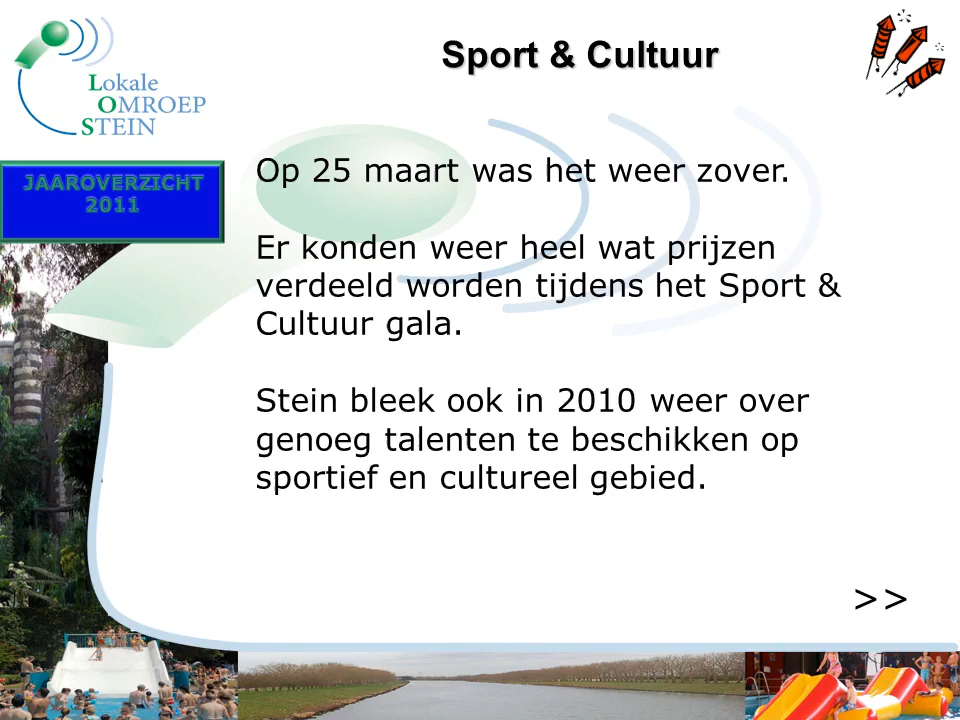 Sport & Cultuur
Lokale
OMROEP
STEIN
JAAROVERZICHT
2011
Op 25 maart was het weer zover.
Er konden weer heel wat prijzen
verdeeld worden tijdens het Sport &
Cultuur gala.
Stein bleek ook in 2010 weer over
genoeg talenten te beschikken op
sportief en cultureel gebied.
>>